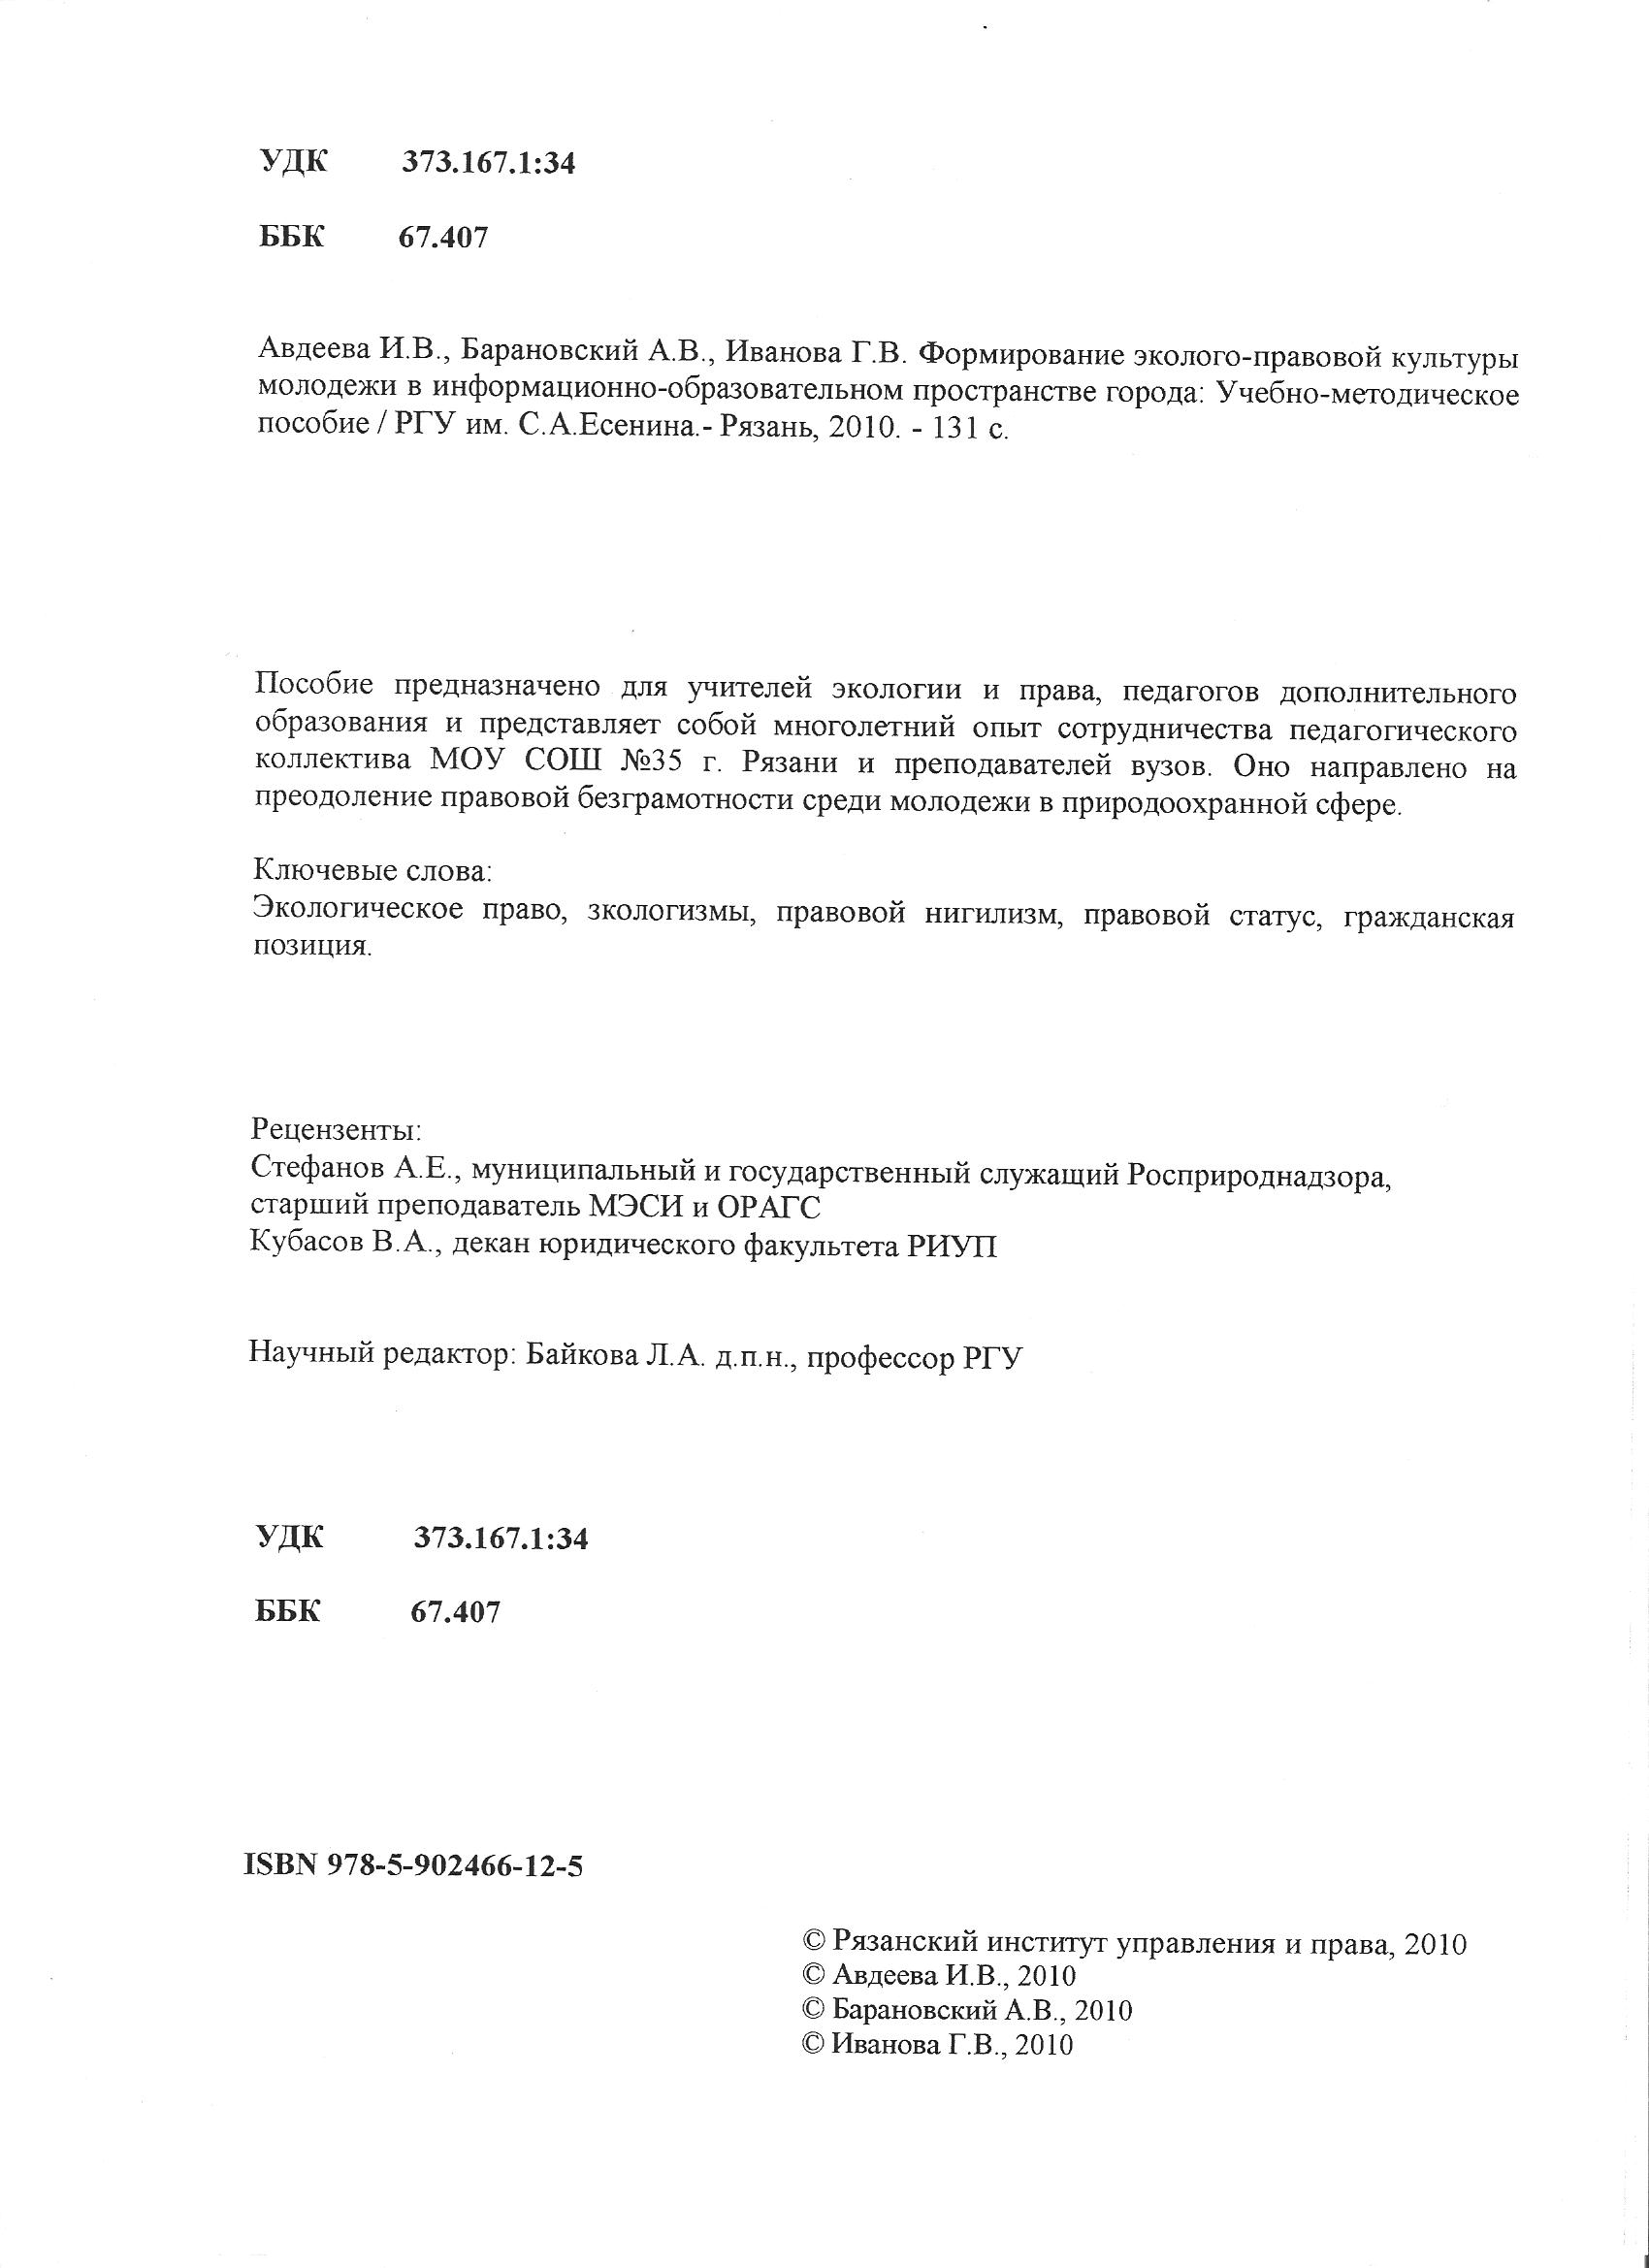 УДК 373.167.1:34
ББК 67.407
Авдеева И.В., Барановский А.В., Иванова Г.В. Формирование эколого-правовой культуры
молодежи в информационно-образовательном пространстве города: Учебно-методическое
пособие / РГУ им. С.А.Есенина.- Рязань, 2010. - 131 с.
Пособие предназначено для учителей экологии и права, педагогов дополнительного
образования и представляет собой многолетний опыт сотрудничества педагогического
коллектива МОУ СОШ №35 г. Рязани и преподавателей вузов. Оно направлено на
преодоление правовой безграмотности среди молодежи в природоохранной сфере.
Ключевые слова:
Экологическое право, зкологизмы, правовой нигилизм, правовой статус, гражданская
позиция.
Рецензенты:
Стефанов А.Е., муниципальный и государственный служащий Росприроднадзора,
старший преподаватель МЭСИ и ОРАГС
Кубасов В.А., декан юридического факультета РИУП
Научный редактор: Байкова Л.А. д.п.н., профессор РГУ
УДК 373.167.1:34
ББК 67.407
ISBN 978-5-902466-12-5
© Рязанский институт управления и права, 2010
© Авдеева И.В., 2010
© Барановский А.В., 2010
© Иванова Г.В., 2010